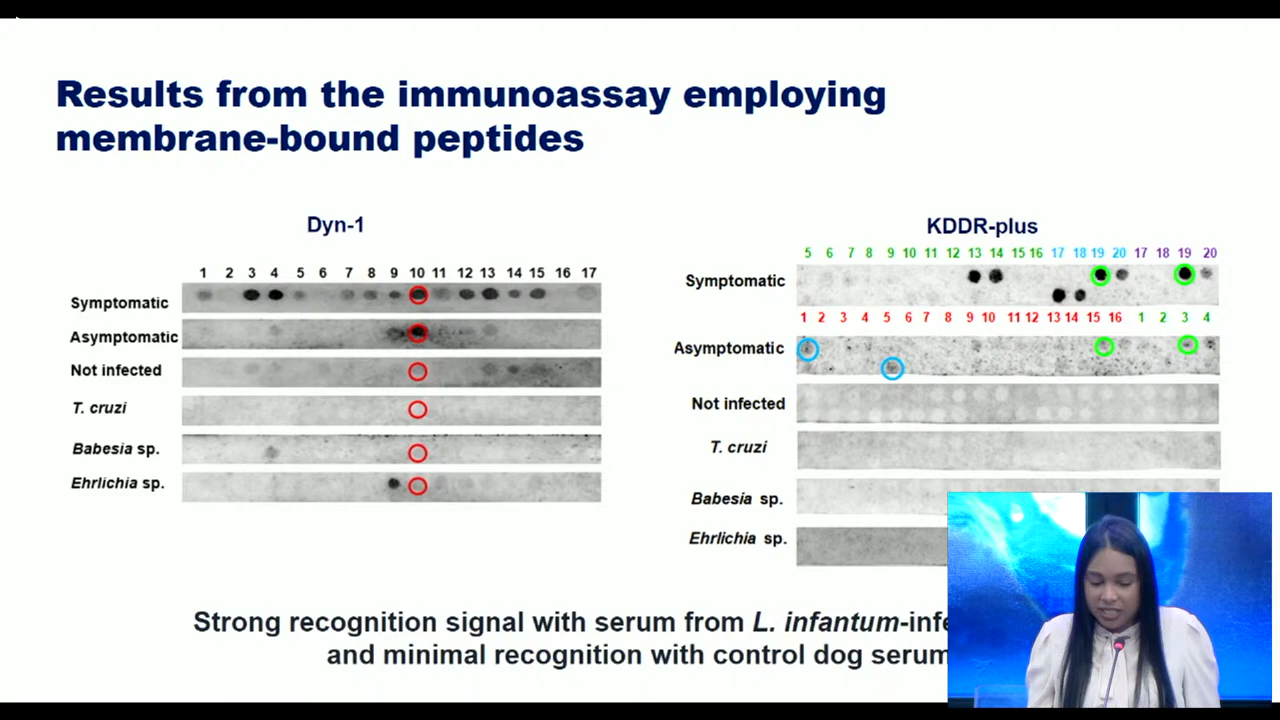 Results from the immunoassay employing
membrane-bound peptides
Dyn-1
1 2 3 4 5 6 7 8 9 10 11 12 13 14 15 16 17
Symptomatic
Asymptomatic
Not infected
T. cruzi
Babesia sp.
Ehrlichia sp.
KDDR-plus
5 6 7 8 9 10 11 12 13 14 15 16 17 18 19 20 17 18 19 20
Symptomatic
1 2 3 4 5 6 7 8 9 10 11 12 13 14 15 16 1 2 3 4
Asymptomatic
Not infected
T. cruzi
Babesia sp.
Ehrlichia sp.
Strong recognition signal with serum from L. infantum-infe
and minimal recognition with control dog serum